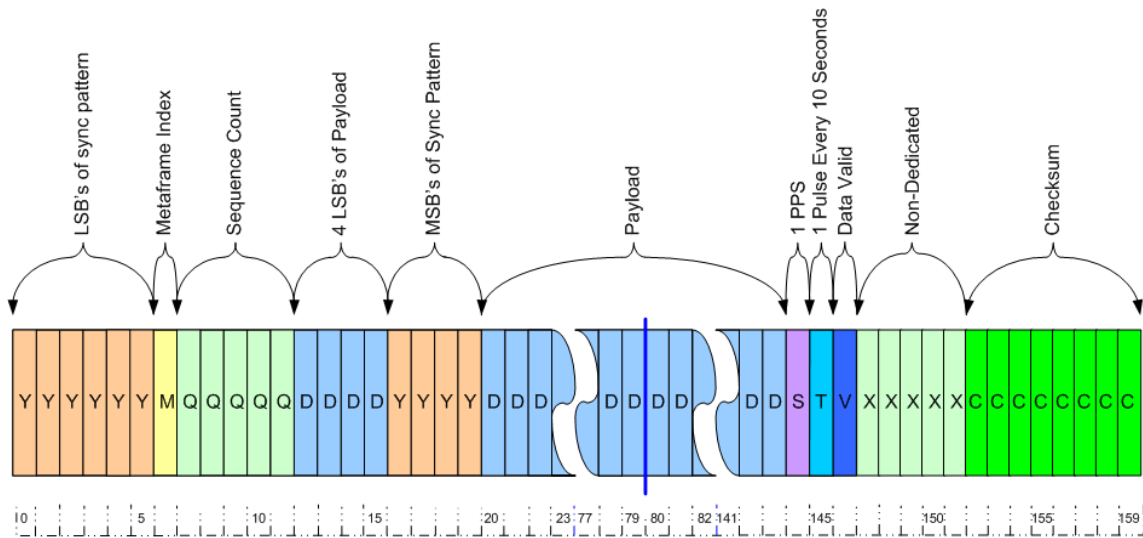 LSB's of sync pattern
Metaframe Index
Sequence Count
4 LSB's of Payload
MSB's of Sync Pattern
Payload
1 PPS
1 Pulse Every 10 Seconds
Data Valid
Non-Dedicated
Checksum
Y Y Y Y Y Y M Q Q Q Q Q D D D D Y Y Y Y D D D D D D D D D S T V X X X X X C C C C C C C C
0 5 10 15 20 23 77 79 80 82 141 145 150 155 159